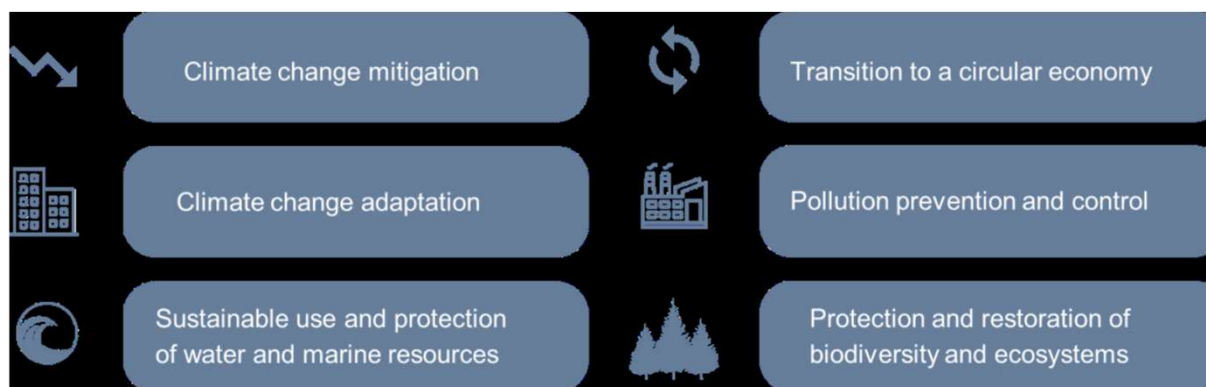 Climate change mitigation
Transition to a circular economy
Climate change adaptation
Pollution prevention and control
Sustainable use and protection
of water and marine resources
Protection and restoration of
biodiversity and ecosystems